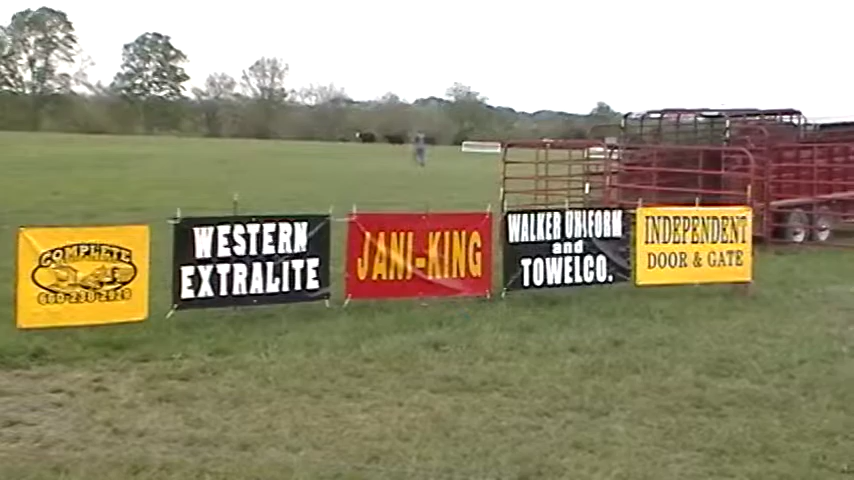 COMPLETE
WESTERN
EXTRALITE
JANI-KING
WALKER UNIFORM
and
TOWELCO.
INDEPENDENT
DOOR & GATE